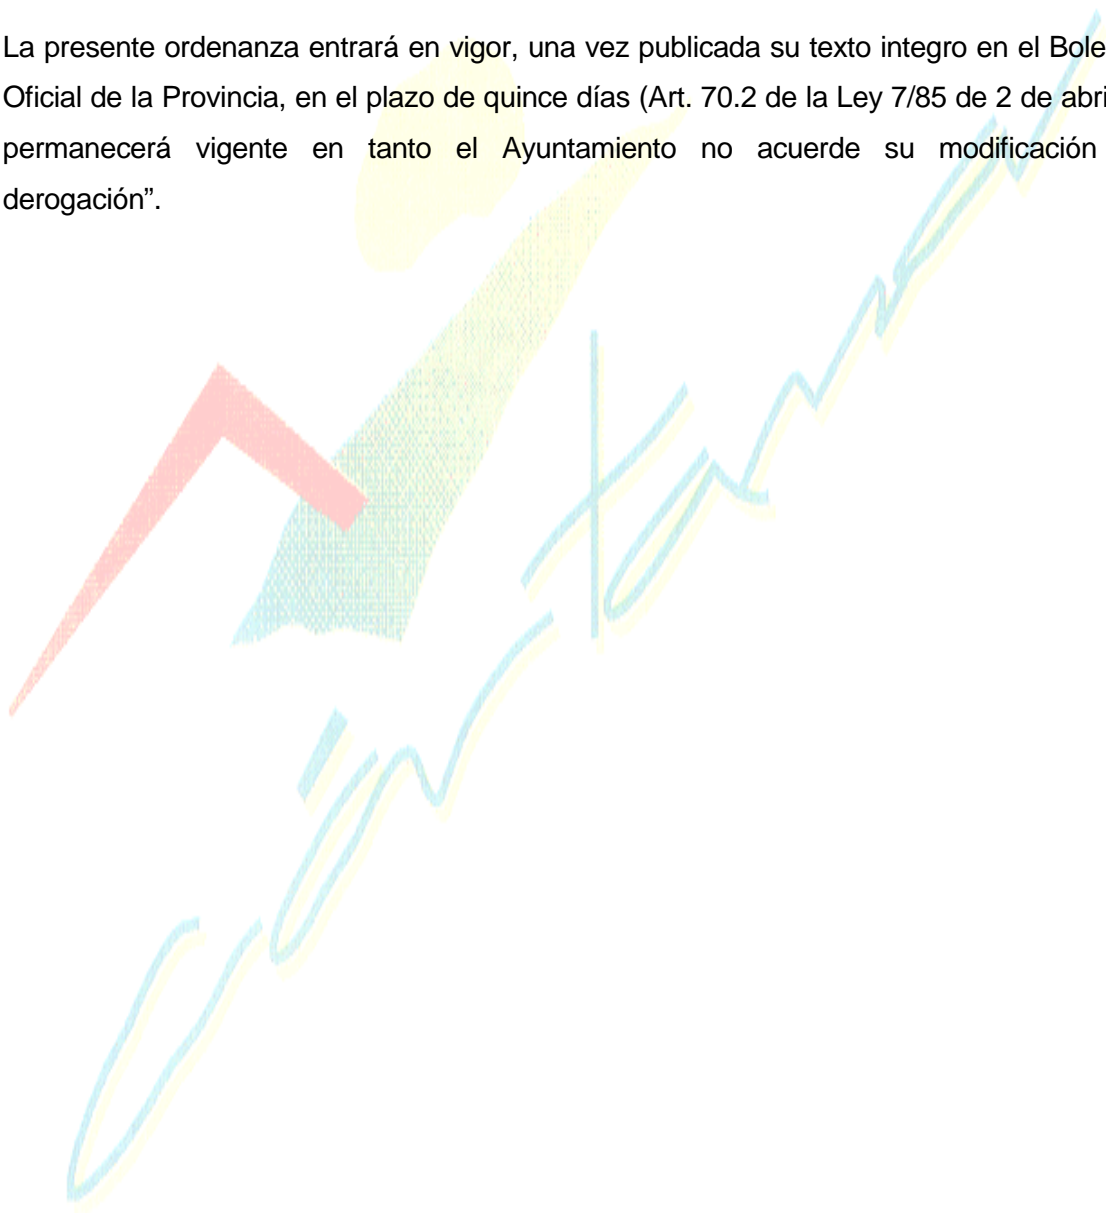 La presente ordenanza entrará en vigor, una vez publicada su texto integro en el Bole
Oficial de la Provincia, en el plazo de quince días (Art. 70.2 de la Ley 7/85 de 2 de abri
permanecerá vigente en tanto el Ayuntamiento no acuerde su modificación
derogación”.
Cártama